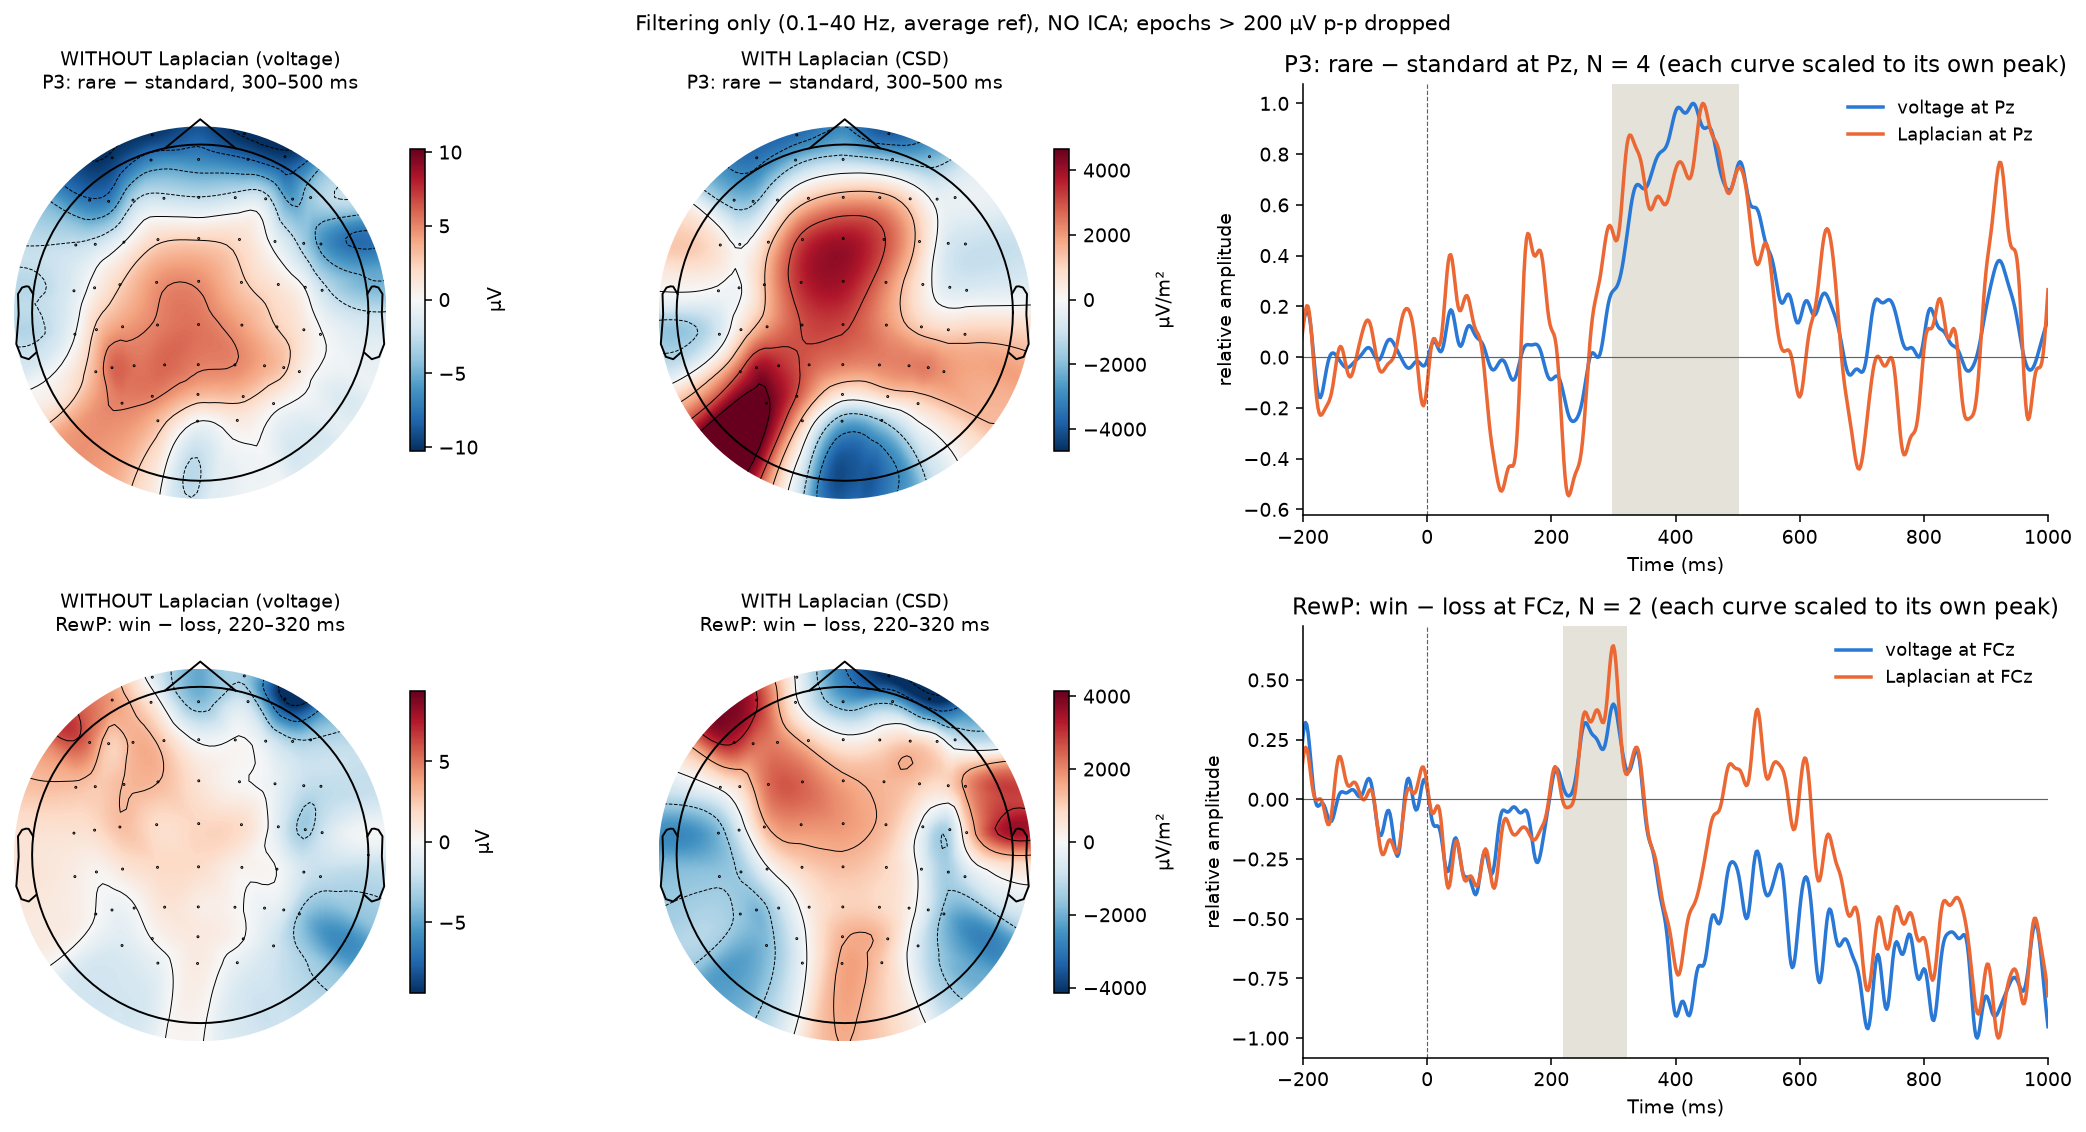 Filtering only (0.1–40 Hz, average ref), NO ICA; epochs > 200 µV p-p dropped
WITHOUT Laplacian (voltage)
P3: rare − standard, 300–500 ms
10
5
0
−5
−10
µV
WITH Laplacian (CSD)
P3: rare − standard, 300–500 ms
4000
2000
0
−2000
−4000
µV/m²
P3: rare − standard at Pz, N = 4 (each curve scaled to its own peak)
voltage at Pz
Laplacian at Pz
1.0
0.8
0.6
0.4
0.2
0.0
−0.2
−0.4
−0.6
relative amplitude
−200
0
200
400
600
800
1000
Time (ms)
WITHOUT Laplacian (voltage)
RewP: win − loss, 220–320 ms
5
0
−5
µV
WITH Laplacian (CSD)
RewP: win − loss, 220–320 ms
4000
2000
0
−2000
−4000
µV/m²
RewP: win − loss at FCz, N = 2 (each curve scaled to its own peak)
voltage at FCz
Laplacian at FCz
0.50
0.25
0.00
−0.25
−0.50
−0.75
−1.00
relative amplitude
−200
0
200
400
600
800
1000
Time (ms)